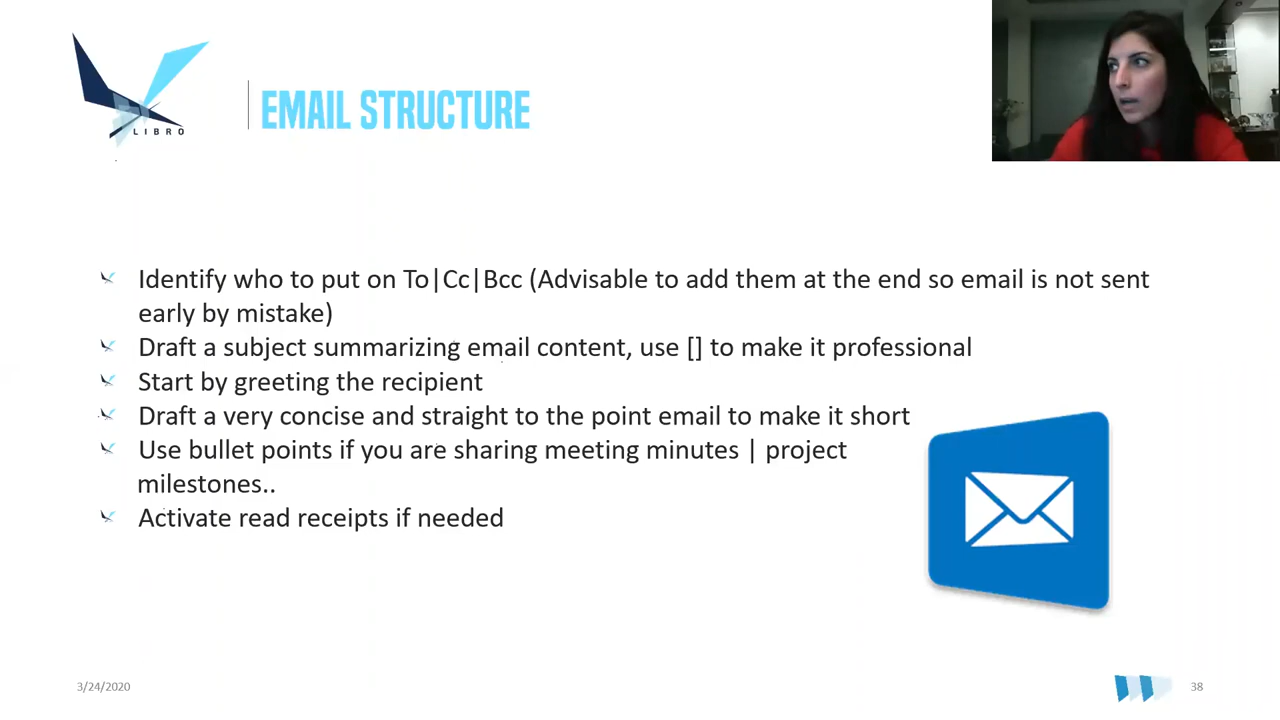 LIBRO
EMAIL STRUCTURE
Identify who to put on To|Cc|Bcc (Advisable to add them at the end so email is not sent
early by mistake)
Draft a subject summarizing email content, use [] to make it professional
Start by greeting the recipient
Draft a very concise and straight to the point email to make it short
Use bullet points if you are sharing meeting minutes | project
milestones..
Activate read receipts if needed
3/24/2020
38